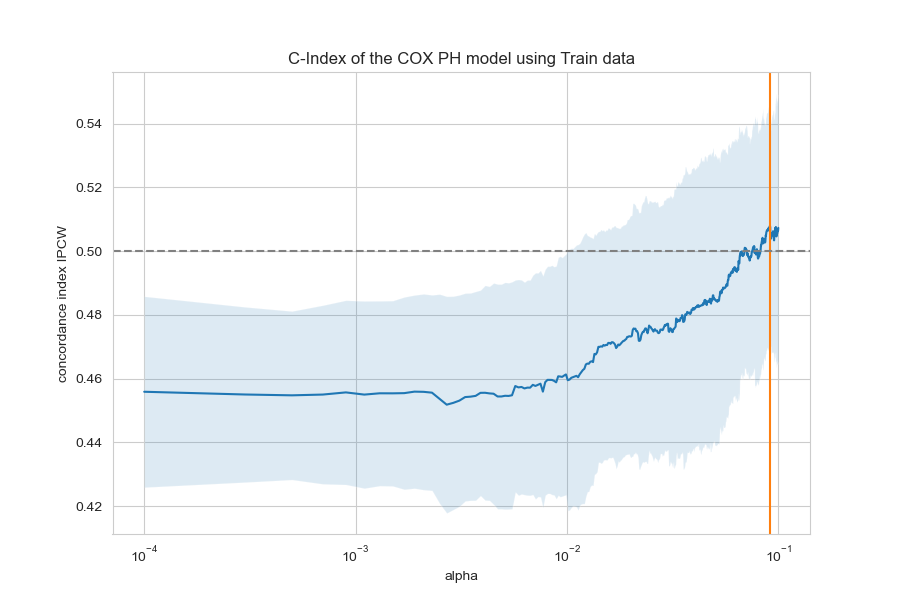 C-Index of the COX PH model using Train data
concordance index IPCW
0.54
0.52
0.50
0.48
0.46
0.44
0.42
10⁻⁴ 10⁻³ 10⁻² 10⁻¹
alpha